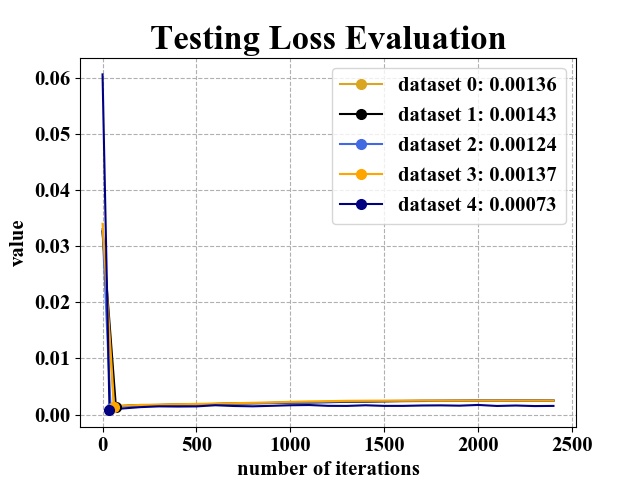 Testing Loss Evaluation
dataset 0: 0.00136
dataset 1: 0.00143
dataset 2: 0.00124
dataset 3: 0.00137
dataset 4: 0.00073
value
0.06
0.05
0.04
0.03
0.02
0.01
0.00
0 500 1000 1500 2000 2500
number of iterations